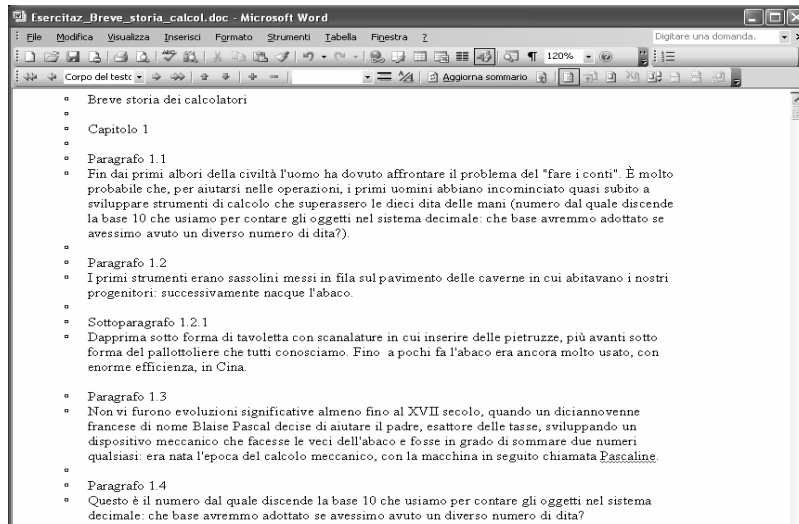 Esercitaz_Breve_storia_calcol.doc - Microsoft Word
File Modifica Visualizza Inserisci Formato Strumenti Tabella Finestra ? Digitare una domanda.
120%
Corpo del testc Aggiorna sommario
Breve storia dei calcolatori
Capitolo 1
Paragrafo 1.1
Fin dai primi albori della civiltà l'uomo ha dovuto affrontare il problema del "fare i conti". È molto
probabile che, per aiutarsi nelle operazioni, i primi uomini abbiano incominciato quasi subito a
sviluppare strumenti di calcolo che superassero le dieci dita delle mani (numero dal quale discende
la base 10 che usiamo per contare gli oggetti nel sistema decimale: che base avremmo adottato se
avessimo avuto un diverso numero di dita?).
Paragrafo 1.2
I primi strumenti erano sassolini messi in fila sul pavimento delle caverne in cui abitavano i nostri
progenitori: successivamente nacque l'abaco.
Sottoparagrafo 1.2.1
Dapprima sotto forma di tavoletta con scanalature in cui inserire delle pietruzze, più avanti sotto
forma del pallottoliere che tutti conosciamo. Fino a pochi fa l'abaco era ancora molto usato, con
enorme efficienza, in Cina.
Paragrafo 1.3
Non vi furono evoluzioni significative almeno fino al XVII secolo, quando un diciannovenne
francese di nome Blaise Pascal decise di aiutare il padre, esattore delle tasse, sviluppando un
dispositivo meccanico che facesse le veci dell'abaco e fosse in grado di sommare due numeri
qualsiasi: era nata l'epoca del calcolo meccanico, con la macchina in seguito chiamata Pascaline.
Paragrafo 1.4
Questo è il numero dal quale discende la base 10 che usiamo per contare gli oggetti nel sistema
decimale: che base avremmo adottato se avessimo avuto un diverso numero di dita?